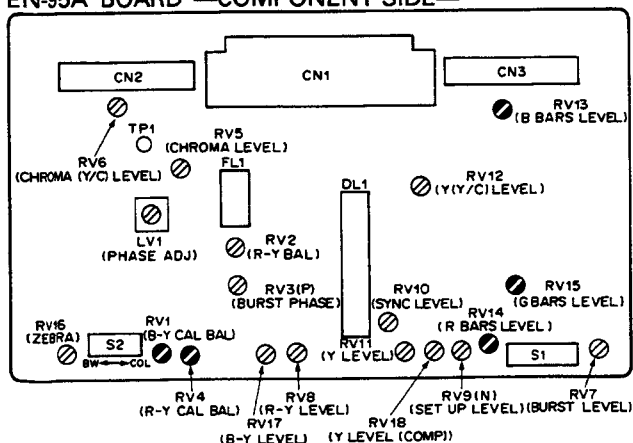 EN-95A BOARD —COMPONENT SIDE—
CN2
CN1
CN3
RV13
(B BARS LEVEL)
TP1
RV5
(CHROMA LEVEL)
RV6
(CHROMA (Y/C) LEVEL)
FL1
DL1
RV12
(Y(Y/C) LEVEL)
LV1
(PHASE ADJ)
RV2
(R-Y BAL)
RV3(P)
(BURST PHASE)
RV10
(SYNC LEVEL)
RV15
(G BARS LEVEL)
RV14
(R BARS LEVEL)
RV16
(ZEBRA)
S2
BW COL
RV1
(B-Y CAL BAL)
RV11
(Y LEVEL)
S1
RV4
(R-Y CAL BAL)
RV17
(B-Y LEVEL)
RV8
(R-Y LEVEL)
RV18
(Y LEVEL (COMP))
RV9(N)
(SET UP LEVEL)
RV7
(BURST LEVEL)